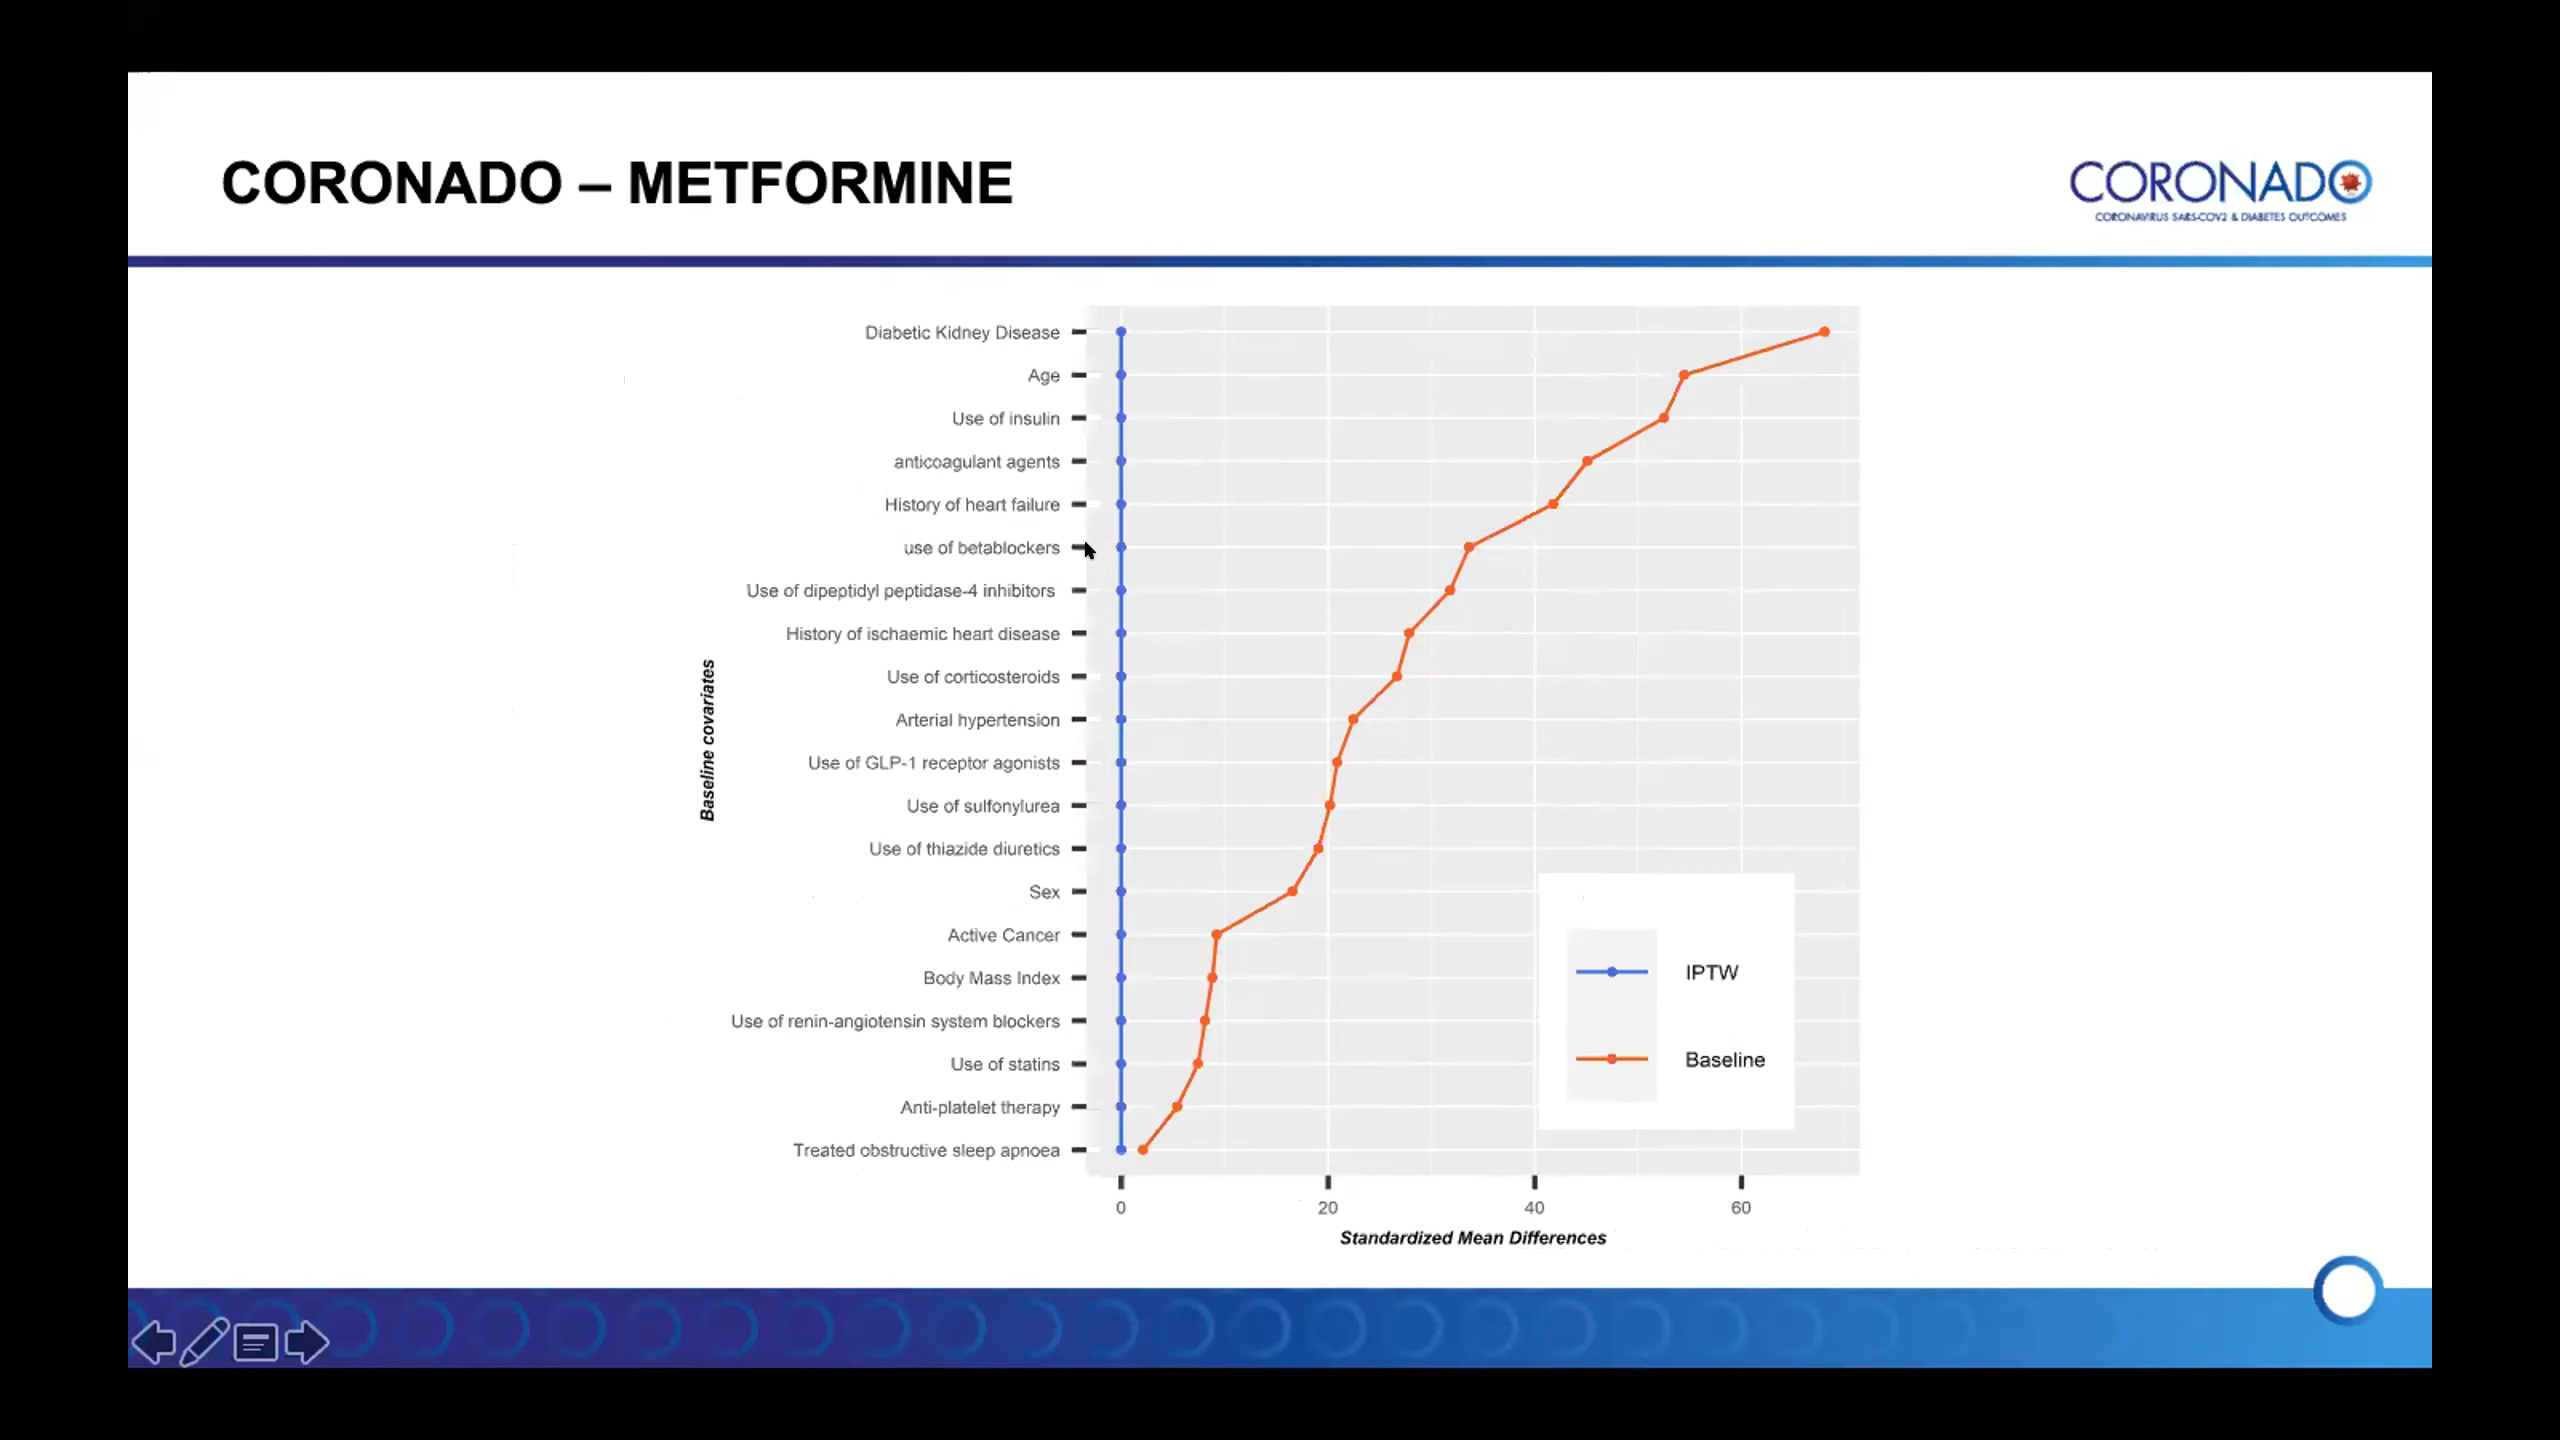 CORONADO – METFORMINE
CORONADO
CORONAVIRUS SARS-COV2 & DIABETES OUTCOMES
Baseline covariates
Diabetic Kidney Disease
Age
Use of insulin
anticoagulant agents
History of heart failure
use of betablockers
Use of dipeptidyl peptidase-4 inhibitors
History of ischaemic heart disease
Use of corticosteroids
Arterial hypertension
Use of GLP-1 receptor agonists
Use of sulfonylurea
Use of thiazide diuretics
Sex
Active Cancer
Body Mass Index
Use of renin-angiotensin system blockers
Use of statins
Anti-platelet therapy
Treated obstructive sleep apnoea
IPTW
Baseline
0 20 40 60
Standardized Mean Differences